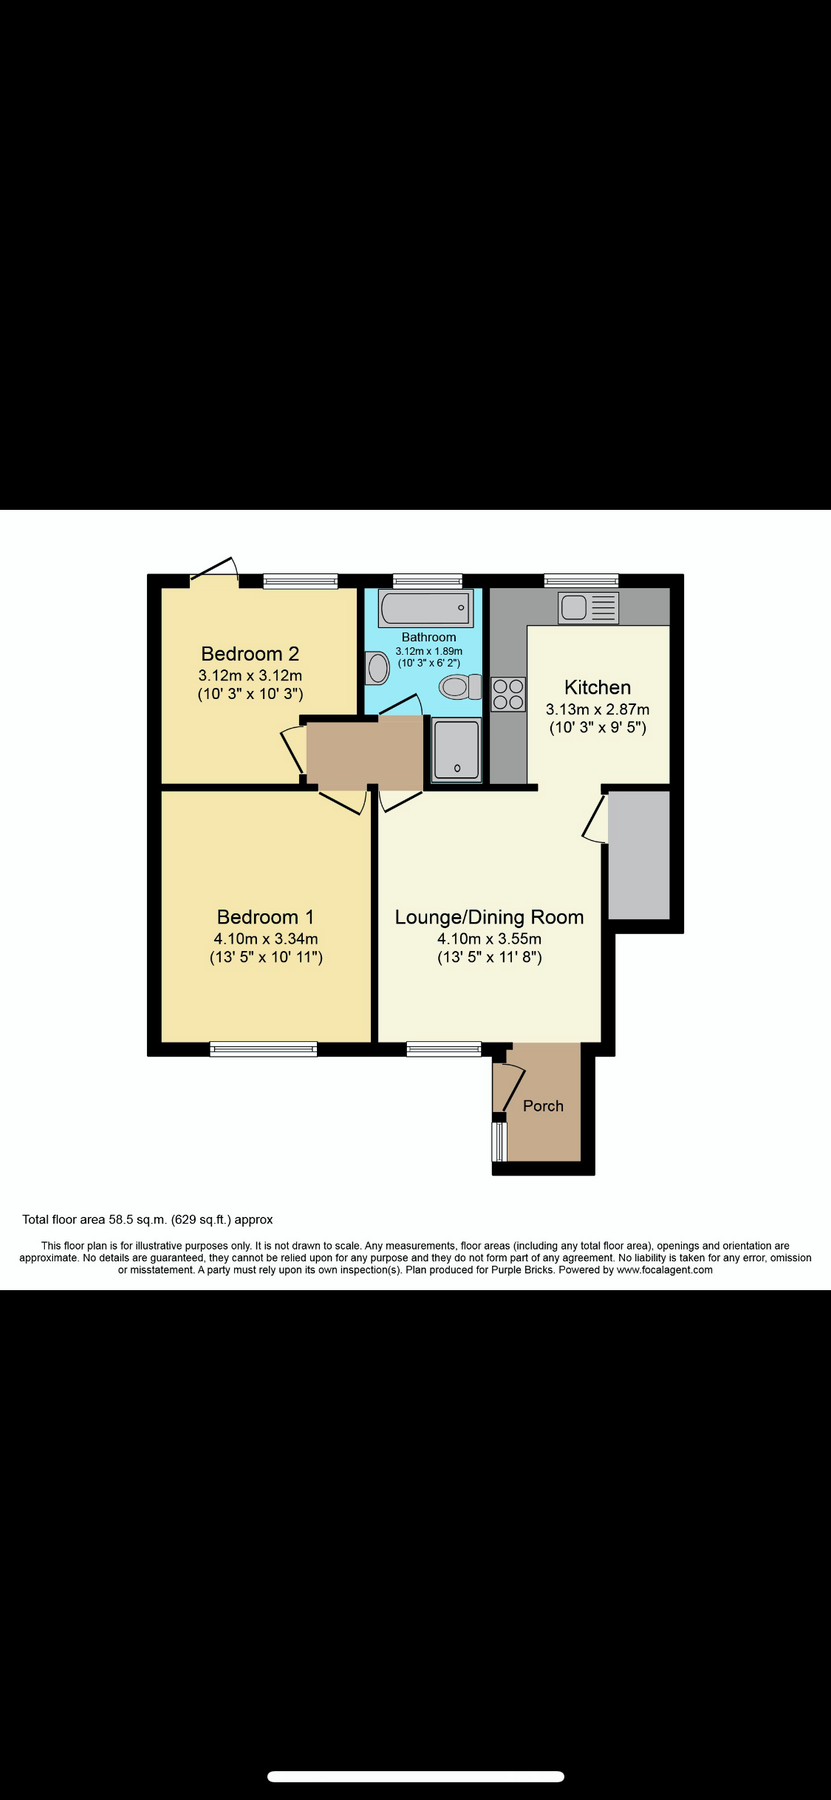 Bedroom 2
3.12m x 3.12m
(10' 3" x 10' 3")
Bathroom
3.12m x 1.89m
(10' 3" x 6' 2")
Kitchen
3.13m x 2.87m
(10' 3" x 9' 5")
Bedroom 1
4.10m x 3.34m
(13' 5" x 10' 11")
Lounge/Dining Room
4.10m x 3.55m
(13' 5" x 11' 8")
Porch
Total floor area 58.5 sq.m. (629 sq.ft.) approx
This floor plan is for illustrative purposes only. It is not drawn to scale. Any measurements, floor areas (including any total floor area), openings and orientation are
approximate. No details are guaranteed, they cannot be relied upon for any purpose and they do not form part of any agreement. No liability is taken for any error, omission
or misstatement. A party must rely upon its own inspection(s). Plan produced for Purple Bricks. Powered by www.focalagent.com